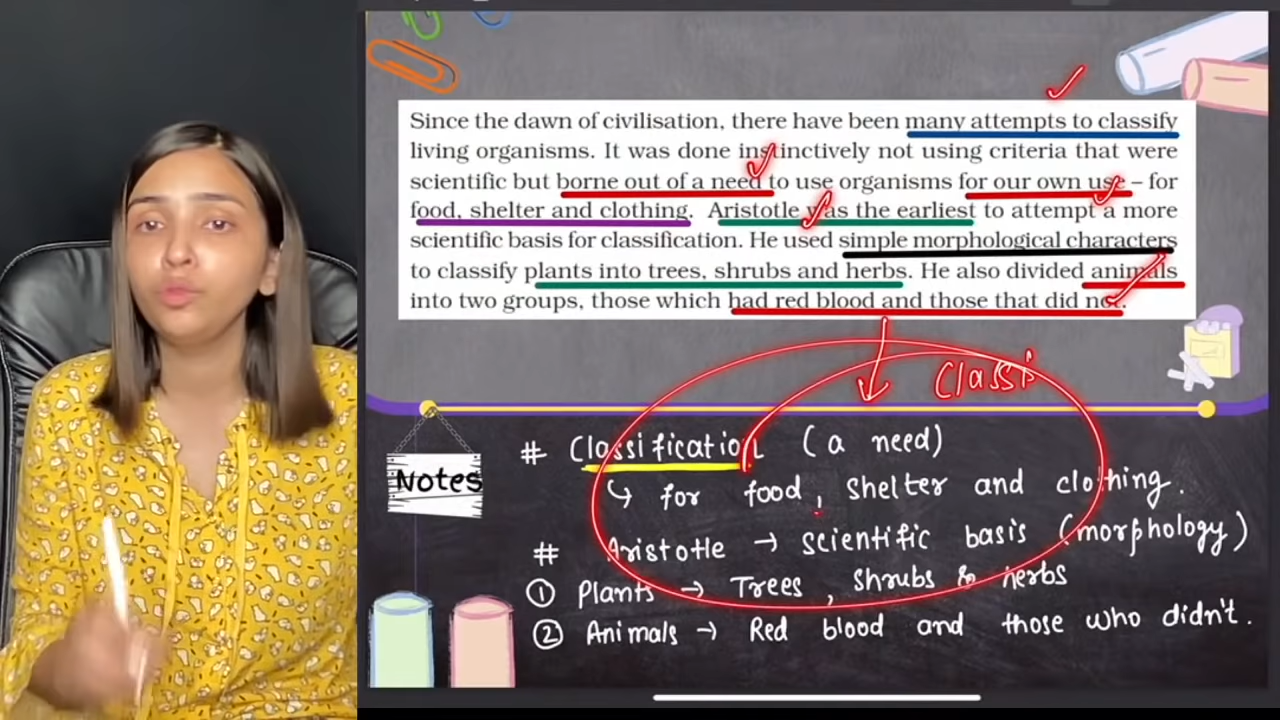 Since the dawn of civilisation, there have been many attempts to classify
living organisms. It was done instinctively not using criteria that were
scientific but borne out of a need to use organisms for our own use – for
food, shelter and clothing. Aristotle was the earliest to attempt a more
scientific basis for classification. He used simple morphological characters
to classify plants into trees, shrubs and herbs. He also divided animals
into two groups, those which had red blood and those that did not.
Classi
Notes
# Classification (a need)
↳ for food, shelter and clothing.
# Aristotle → scientific basis (morphology)
① Plants → Trees, shrubs & herbs
② Animals → Red blood and those who didn't.